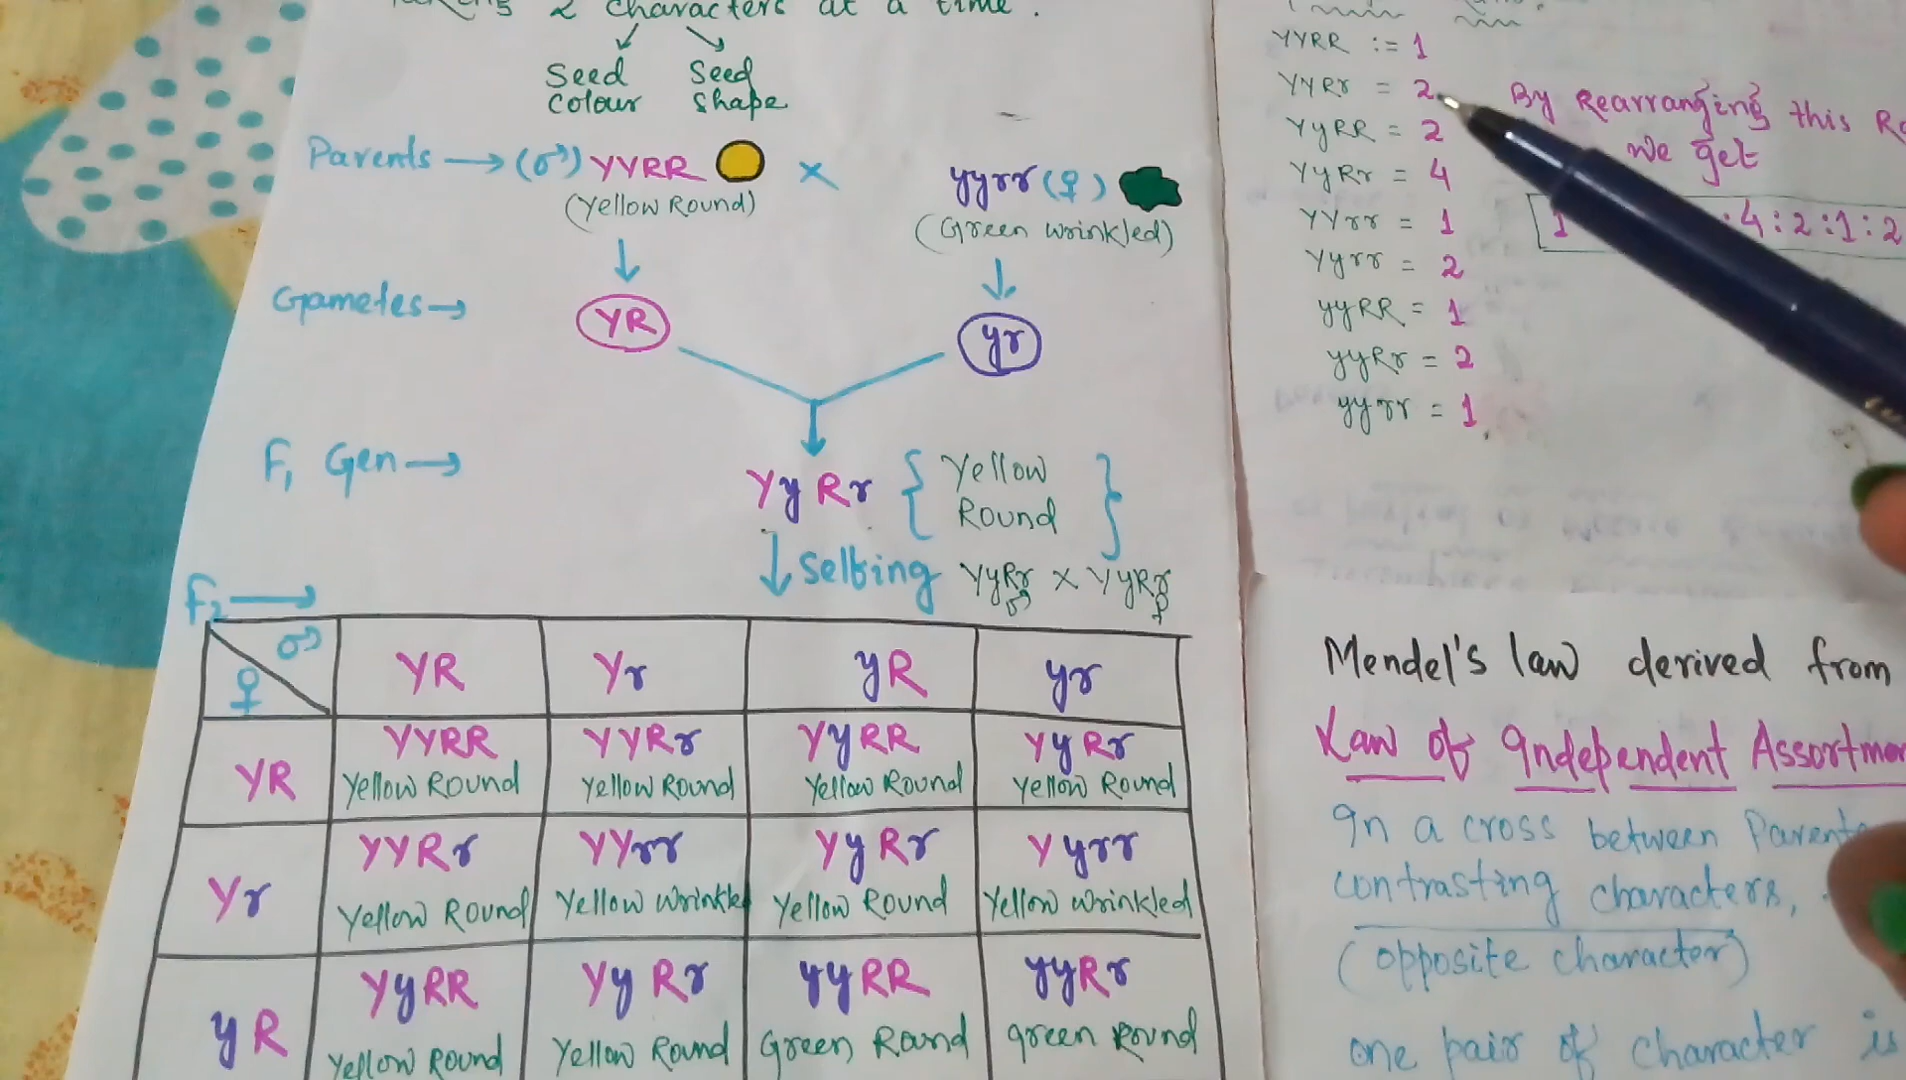 2 characters at a time.
Seed colour
Seed shape
Parents → (♂) YYRR × yyrr (♀)
(Yellow Round) (Green wrinkled)
Gametes → YR yr
F1 Gen → YyRr { Yellow Round }
↓ Selfing YyRr ♂ × YyRr ♀
F2 →
♂ YR Yr yR yr
♀
YR YYRR YYRr YyRR YyRr
Yellow Round Yellow Round Yellow Round Yellow Round
Yr YYRr YYrr YyRr Yyrr
Yellow Round Yellow wrinkled Yellow Round Yellow wrinkled
yR YyRR YyRr yyRR yyRr
Yellow Round Yellow Round Green Round green Round
YYRR := 1
YYRr = 2
YyRR = 2
YyRr = 4
YYrr = 1
Yyrr = 2
yyRR = 1
yyRr = 2
yyrr = 1
By Rearranging this
we get
1 :4:2:1:2
Mendel's law derived from
Law of Independent
In a cross between
contrasting characters,
(opposite character)
one pair of character is